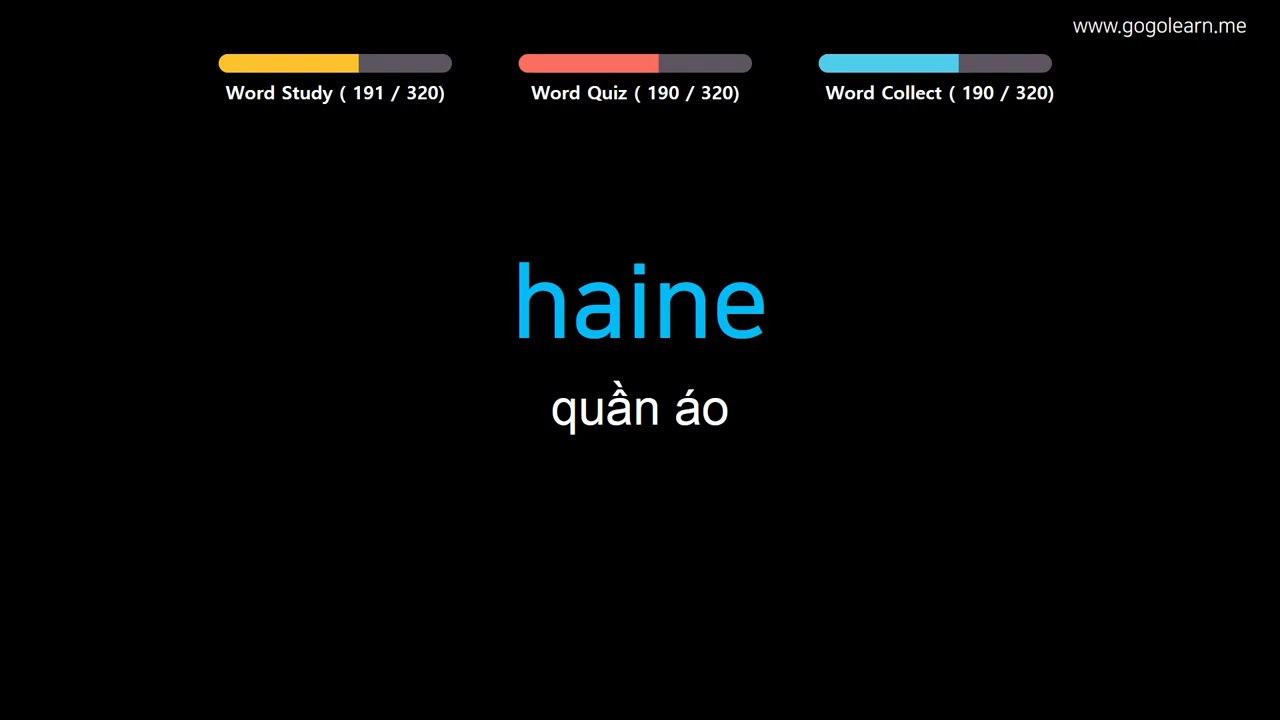 www.gogolearn.me
Word Study ( 191 / 320)
Word Quiz ( 190 / 320)
Word Collect ( 190 / 320)
haine
quần áo